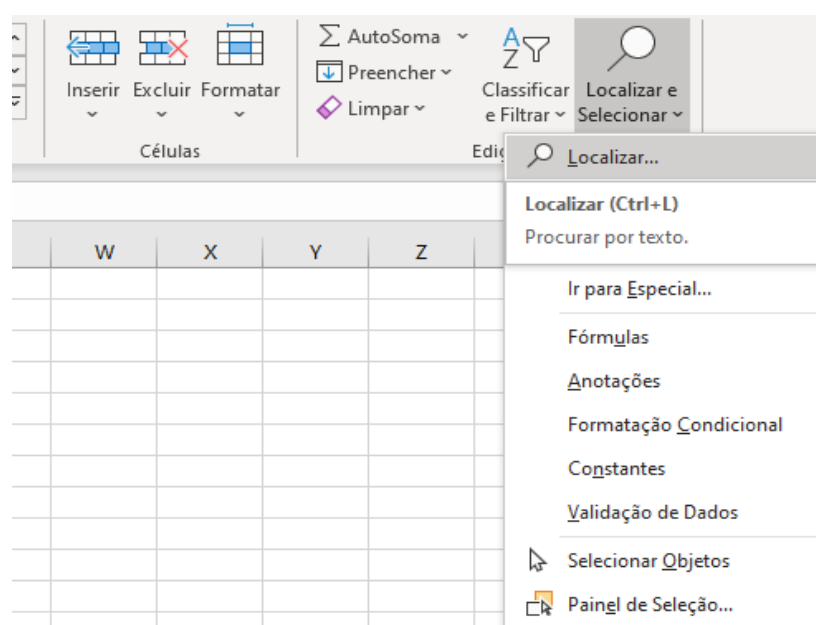 AutoSoma
Preencher
Limpar
Inserir Excluir Formatar
Classificar
e Filtrar
Localizar e
Selecionar
Células
Localizar...
Localizar (Ctrl+L)
Procurar por texto.
W X Y Z
Ir para Especial...
Fórmulas
Anotações
Formatação Condicional
Constantes
Validação de Dados
Selecionar Objetos
Painel de Seleção...